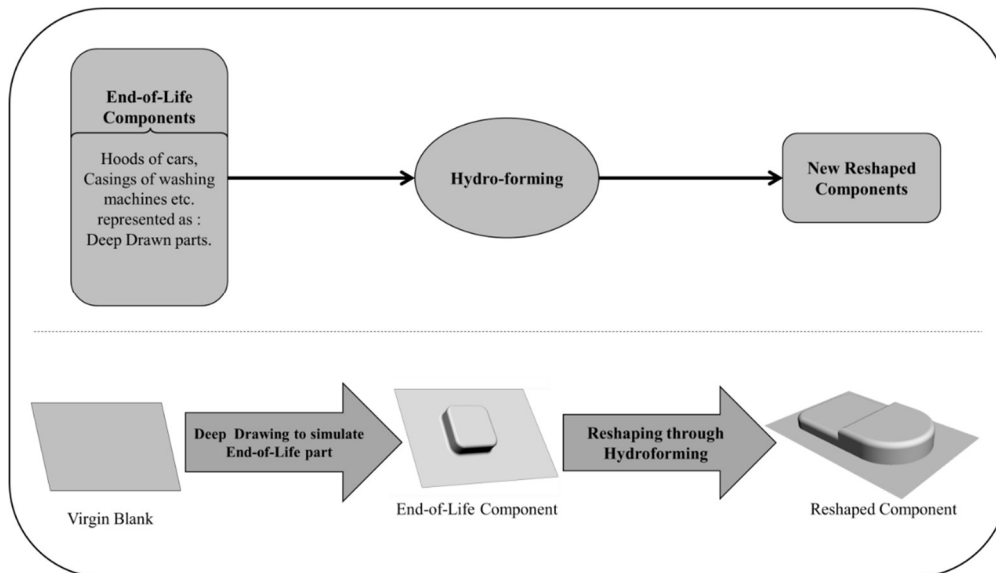 End-of-Life
Components
Hoods of cars,
Casings of washing
machines etc.
represented as :
Deep Drawn parts.
Hydro-forming
New Reshaped
Components
Deep Drawing to simulate
End-of-Life part
Reshaping through
Hydroforming
Virgin Blank
End-of-Life Component
Reshaped Component